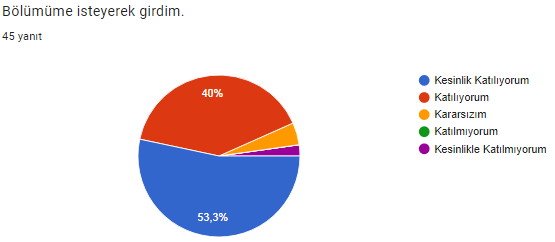 Bölümüme isteyerek girdim.
45 yanıt
Kesinlik Katılıyorum
Katılıyorum
Kararsızım
Katılmıyorum
Kesinlikle Katılmıyorum
40%
53,3%